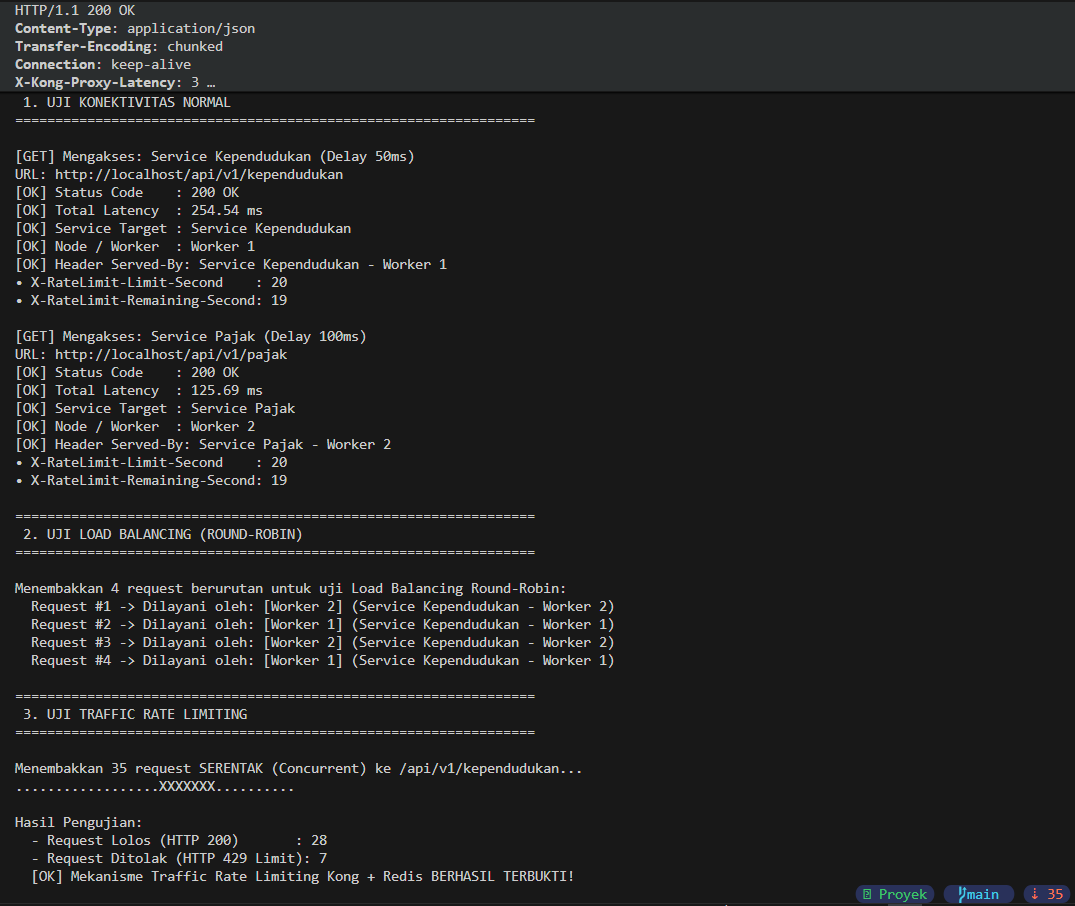 HTTP/1.1 200 OK
Content-Type: application/json
Transfer-Encoding: chunked
Connection: keep-alive
X-Kong-Proxy-Latency: 3 …
1. UJI KONEKTIVITAS NORMAL
=================================================================
[GET] Mengakses: Service Kependudukan (Delay 50ms)
URL: http://localhost/api/v1/kependudukan
[OK] Status Code    : 200 OK
[OK] Total Latency  : 254.54 ms
[OK] Service Target : Service Kependudukan
[OK] Node / Worker  : Worker 1
[OK] Header Served-By: Service Kependudukan - Worker 1
• X-RateLimit-Limit-Second    : 20
• X-RateLimit-Remaining-Second: 19
[GET] Mengakses: Service Pajak (Delay 100ms)
URL: http://localhost/api/v1/pajak
[OK] Status Code    : 200 OK
[OK] Total Latency  : 125.69 ms
[OK] Service Target : Service Pajak
[OK] Node / Worker  : Worker 2
[OK] Header Served-By: Service Pajak - Worker 2
• X-RateLimit-Limit-Second    : 20
• X-RateLimit-Remaining-Second: 19
=================================================================
2. UJI LOAD BALANCING (ROUND-ROBIN)
=================================================================
Menembakkan 4 request berurutan untuk uji Load Balancing Round-Robin:
Request #1 -> Dilayani oleh: [Worker 2] (Service Kependudukan - Worker 2)
Request #2 -> Dilayani oleh: [Worker 1] (Service Kependudukan - Worker 1)
Request #3 -> Dilayani oleh: [Worker 2] (Service Kependudukan - Worker 2)
Request #4 -> Dilayani oleh: [Worker 1] (Service Kependudukan - Worker 1)
=================================================================
3. UJI TRAFFIC RATE LIMITING
=================================================================
Menembakkan 35 request SERENTAK (Concurrent) ke /api/v1/kependudukan...
..................XXXXXXX..........
Hasil Pengujian:
- Request Lolos (HTTP 200)       : 28
- Request Ditolak (HTTP 429 Limit): 7
[OK] Mekanisme Traffic Rate Limiting Kong + Redis BERHASIL TERBUKTI!
Proyek main ↓ 35